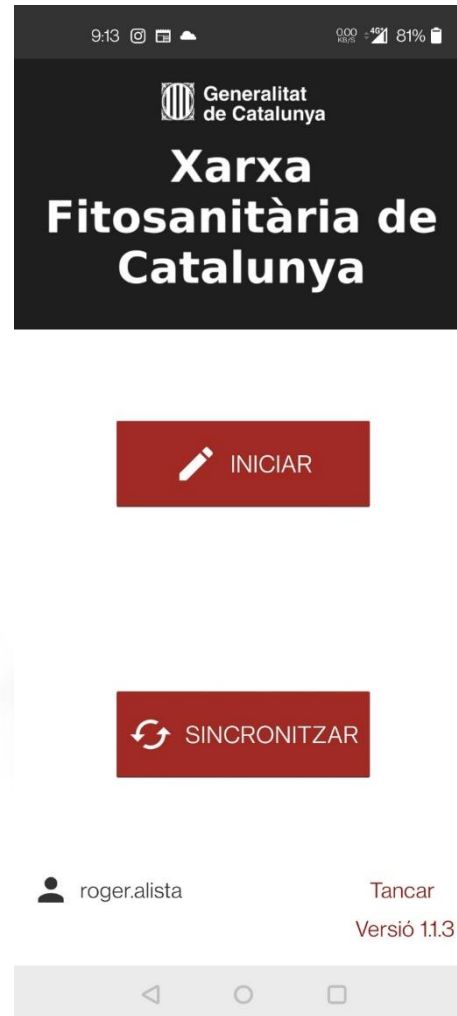 9:13
0.00 KB/S 4G+ 81%
Generalitat
de Catalunya
Xarxa
Fitosanitària de
Catalunya
INICIAR
SINCRONITZAR
roger.alista
Tancar
Versió 1.1.3